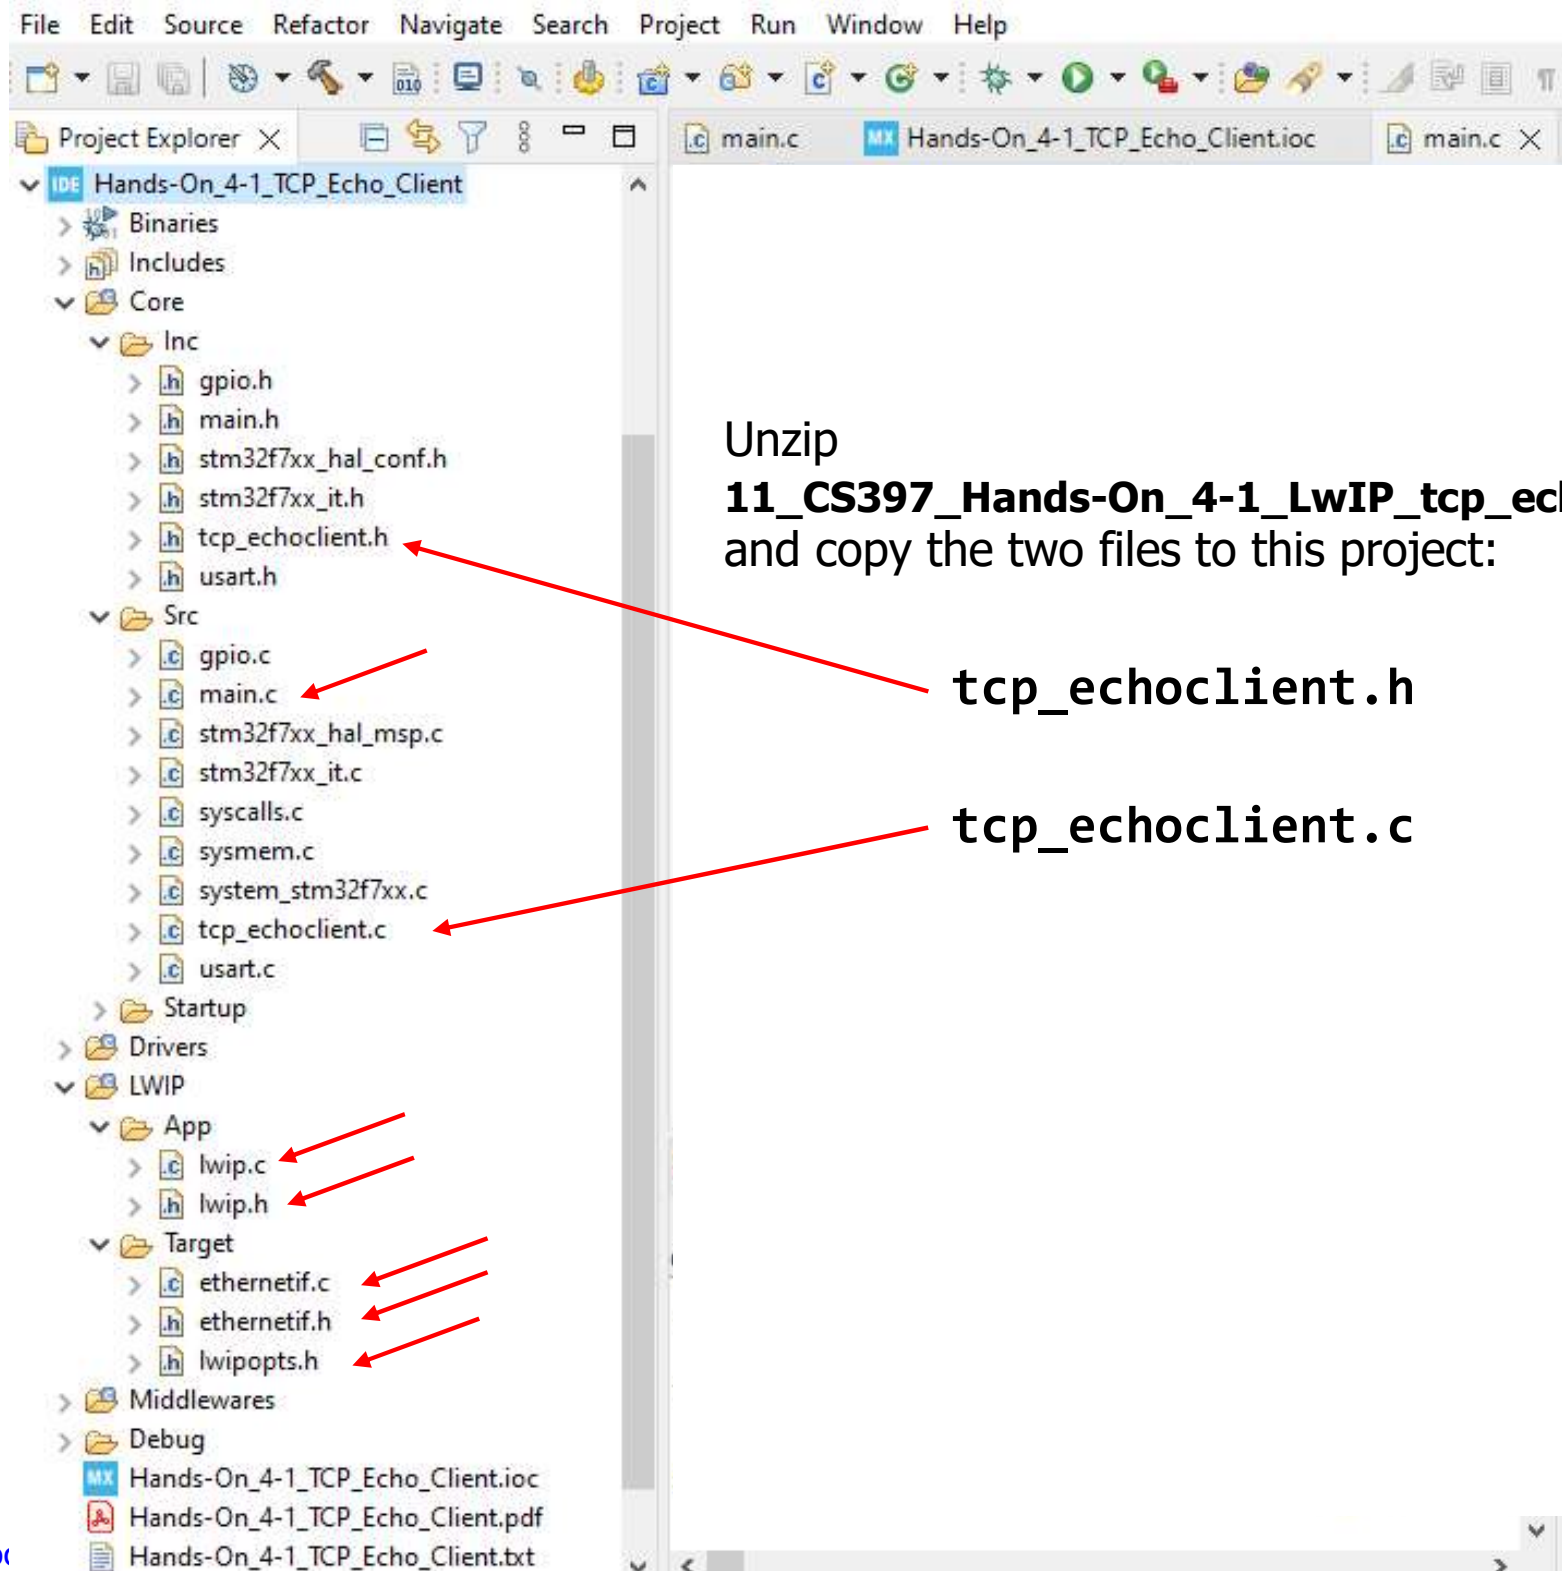 File Edit Source Refactor Navigate Search Project Run Window Help
Project Explorer
main.c
Hands-On_4-1_TCP_Echo_Client.ioc
main.c
Hands-On_4-1_TCP_Echo_Client
Binaries
Includes
Core
Inc
gpio.h
main.h
stm32f7xx_hal_conf.h
stm32f7xx_it.h
tcp_echoclient.h
usart.h
Src
gpio.c
main.c
stm32f7xx_hal_msp.c
stm32f7xx_it.c
syscalls.c
sysmem.c
system_stm32f7xx.c
tcp_echoclient.c
usart.c
Startup
Drivers
LWIP
App
lwip.c
lwip.h
Target
ethernetif.c
ethernetif.h
lwipopts.h
Middlewares
Debug
Hands-On_4-1_TCP_Echo_Client.ioc
Hands-On_4-1_TCP_Echo_Client.pdf
Hands-On_4-1_TCP_Echo_Client.txt
Unzip
11_CS397_Hands-On_4-1_LwIP_tcp_ecl
and copy the two files to this project:
tcp_echoclient.h
tcp_echoclient.c